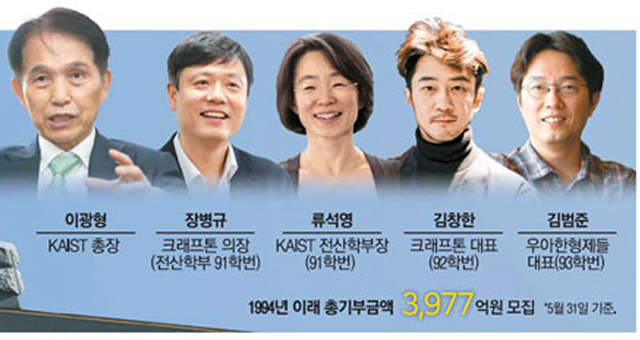 이광형
KAIST 총장
장병규
크래프톤 의장
(전산학부 91학번)
류석영
KAIST 전산학부장
(91학번)
김창한
크래프톤 대표
(92학번)
김범준
우아한형제들
대표(93학번)
1994년 이래 총기부금액 3,977억원 모집 *5월 31일 기준.